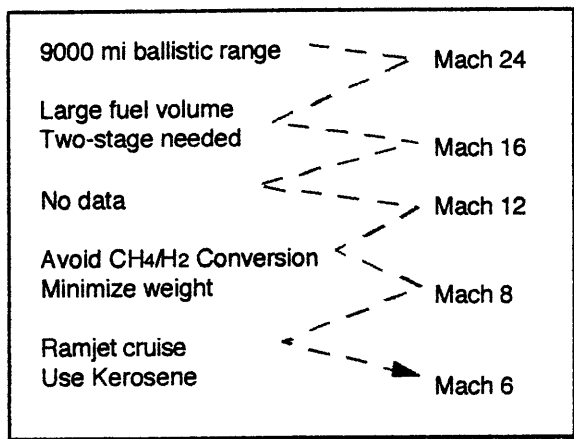 9000 mi ballistic range
Mach 24
Large fuel volume
Two-stage needed
Mach 16
No data
Mach 12
Avoid CH4/H2 Conversion
Minimize weight
Mach 8
Ramjet cruise
Use Kerosene
Mach 6